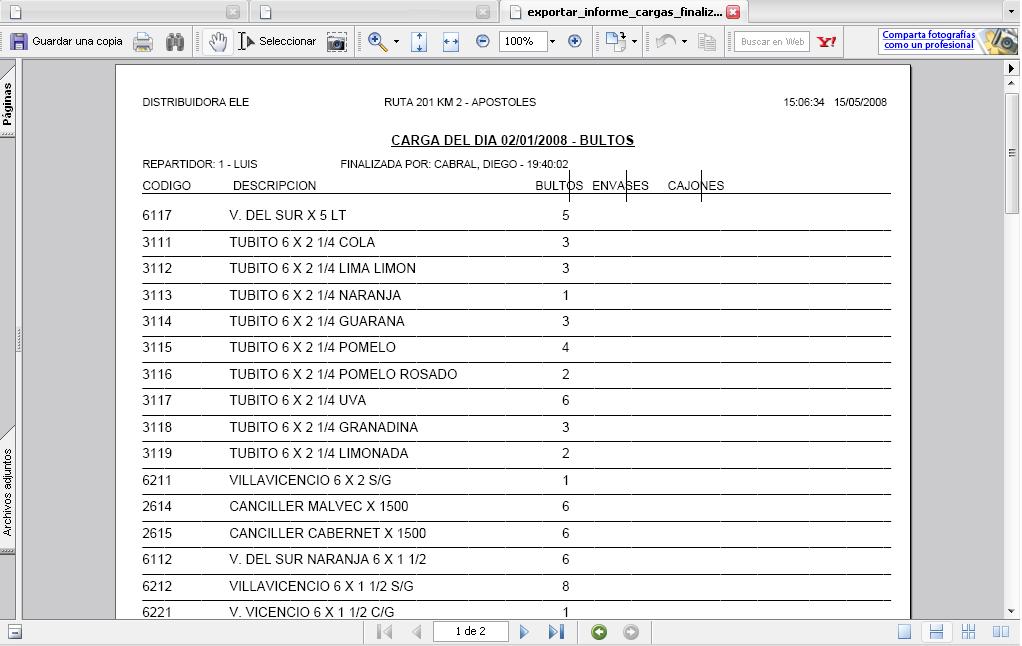 exportar_informe_cargas_finaliz...
Guardar una copia
Seleccionar
100%
Buscar en Web
Y!
Comparta fotografías
como un profesional
Páginas
Archivos adjuntos
DISTRIBUIDORA ELE RUTA 201 KM 2 - APOSTOLES 15:06:34 15/05/2008
CARGA DEL DIA 02/01/2008 - BULTOS
REPARTIDOR: 1 - LUIS FINALIZADA POR: CABRAL, DIEGO - 19:40:02
CODIGO DESCRIPCION BULTOS ENVASES CAJONES
6117 V. DEL SUR X 5 LT 5
3111 TUBITO 6 X 2 1/4 COLA 3
3112 TUBITO 6 X 2 1/4 LIMA LIMON 3
3113 TUBITO 6 X 2 1/4 NARANJA 1
3114 TUBITO 6 X 2 1/4 GUARANA 3
3115 TUBITO 6 X 2 1/4 POMELO 4
3116 TUBITO 6 X 2 1/4 POMELO ROSADO 2
3117 TUBITO 6 X 2 1/4 UVA 6
3118 TUBITO 6 X 2 1/4 GRANADINA 3
3119 TUBITO 6 X 2 1/4 LIMONADA 2
6211 VILLAVICENCIO 6 X 2 S/G 1
2614 CANCILLER MALVEC X 1500 6
2615 CANCILLER CABERNET X 1500 6
6112 V. DEL SUR NARANJA 6 X 1 1/2 6
6212 VILLAVICENCIO 6 X 1 1/2 S/G 8
6221 V. VICENCIO 6 X 1 1/2 C/G 1
1 de 2